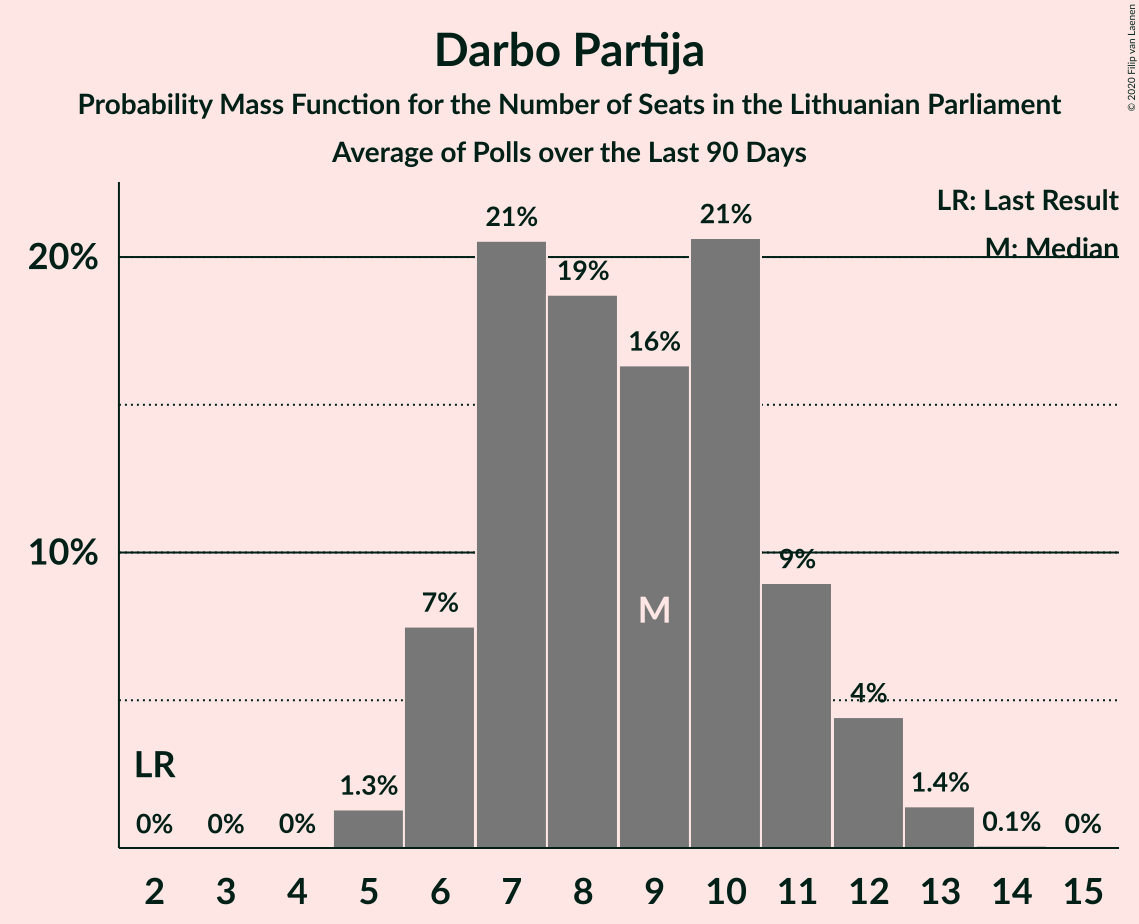 Darbo Partija
Probability Mass Function for the Number of Seats in the Lithuanian Parliament
Average of Polls over the Last 90 Days
© 2020 Filip van Laenen
LR: Last Result
M: Median
20%
10%
21%
21%
19%
16%
9%
7%
4%
1.3%
1.4%
0.1%
0%
0%
0%
0%
LR
M
2 3 4 5 6 7 8 9 10 11 12 13 14 15